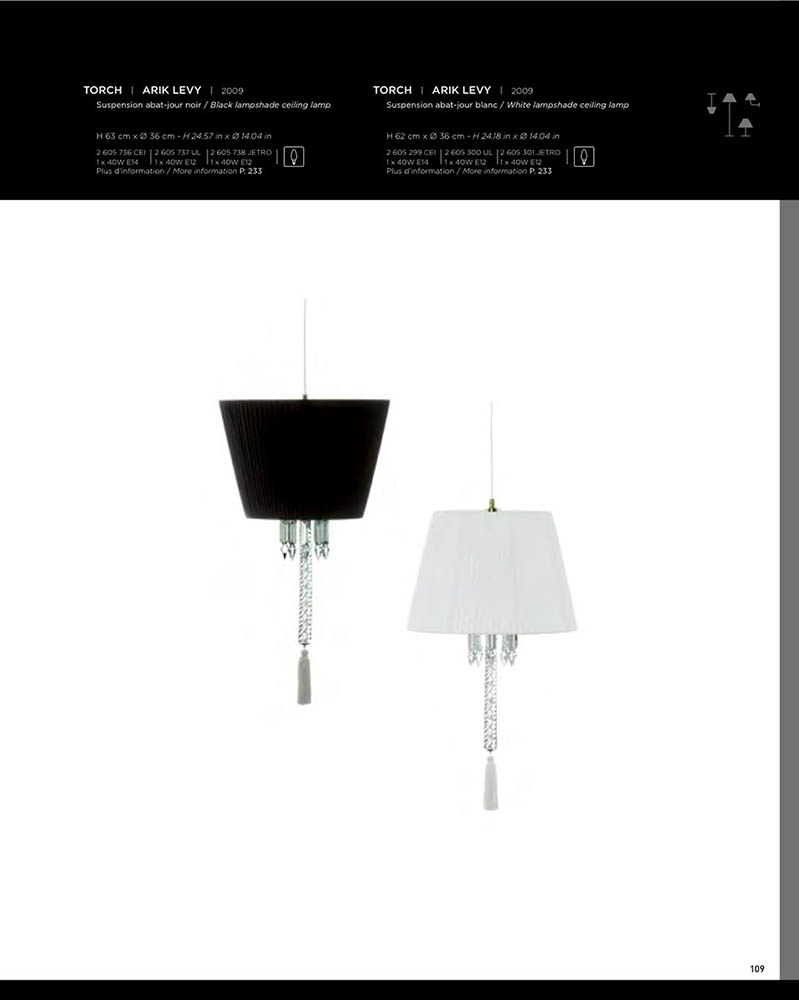 TORCH | ARIK LEVY | 2009
Suspension abat-jour noir / Black lampshade ceiling lamp
H 63 cm x Ø 36 cm - H 24.57 in x Ø 14.04 in
2 605 736 CEI | 2 605 737 UL | 2 605 738 JETRO |
1 x 40W E14 | 1 x 40W E12 | 1 x 40W E12
Plus d'information / More information P. 233
TORCH | ARIK LEVY | 2009
Suspension abat-jour blanc / White lampshade ceiling lamp
H 62 cm x Ø 36 cm - H 24.18 in x Ø 14.04 in
2 605 299 CEI | 2 605 300 UL | 2 605 301 JETRO |
1 x 40W E14 | 1 x 40W E12 | 1 x 40W E12
Plus d'information / More information P. 233
109